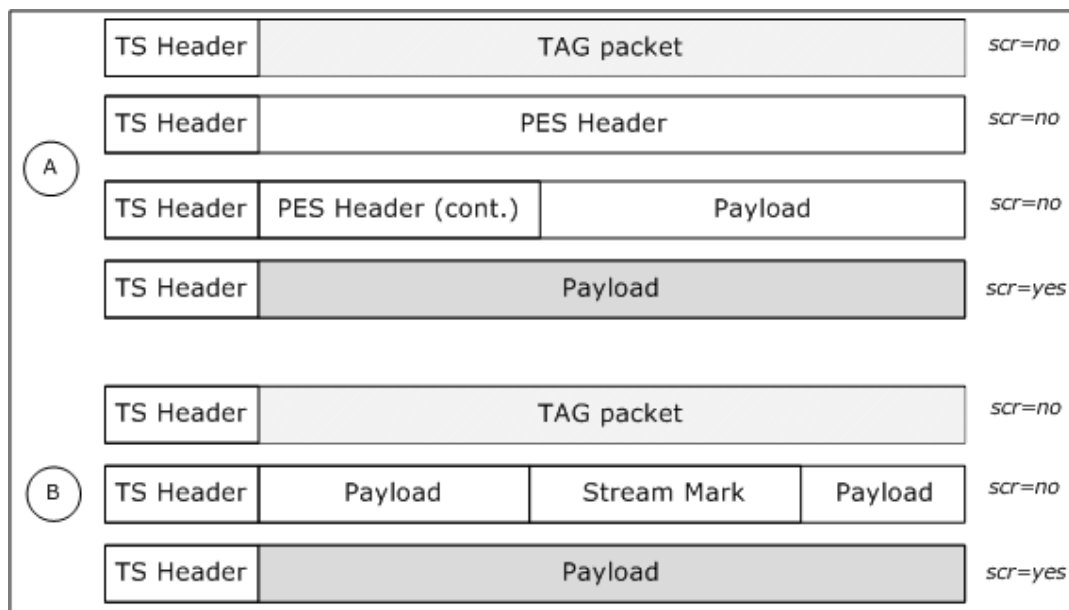 TS Header TAG packet scr=no
TS Header PES Header scr=no
A
TS Header PES Header (cont.) Payload scr=no
TS Header Payload scr=yes
TS Header TAG packet scr=no
B TS Header Payload Stream Mark Payload scr=no
TS Header Payload scr=yes